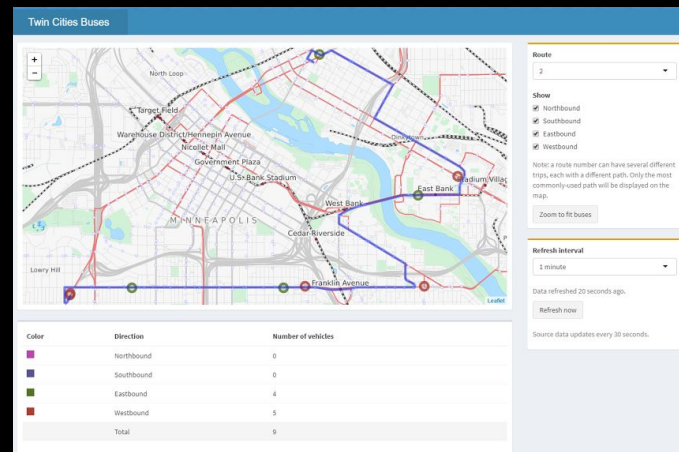 Twin Cities Buses
+
−
North Loop
Target Field
Warehouse District/Hennepin Avenue
Nicollet Mall
Government Plaza
U.S. Bank Stadium
Dinkytown
Stadium Village
East Bank
West Bank
MINNEAPOLIS
Cedar-Riverside
Lowry Hill
Franklin Avenue
Leaflet
Route
2
Show
Northbound
Southbound
Eastbound
Westbound
Note: a route number can have several different
trips, each with a different path. Only the most
commonly-used path will be displayed on the
map.
Zoom to fit buses
Refresh interval
1 minute
Data refreshed 20 seconds ago.
Refresh now
Source data updates every 30 seconds.
Color Direction Number of vehicles
Northbound 0
Southbound 0
Eastbound 4
Westbound 5
Total 9